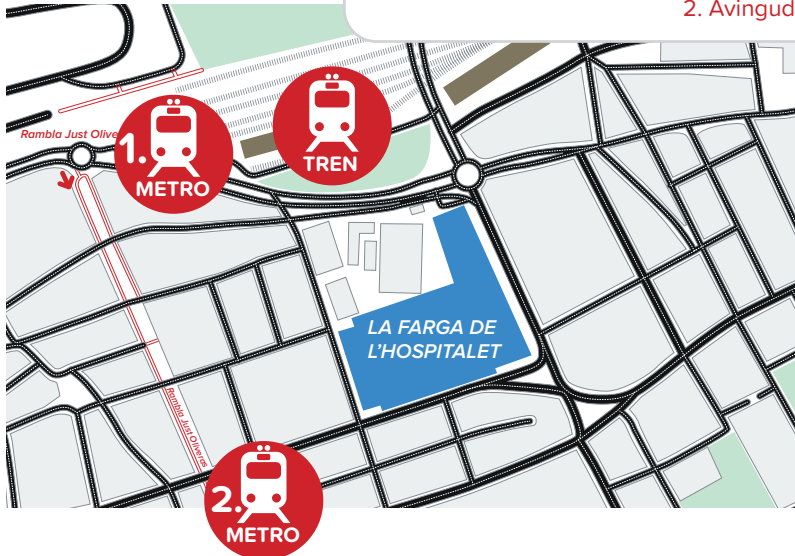 2. Avingud
Rambla Just Olive
1.
METRO
TREN
LA FARGA DE
L'HOSPITALET
Rambla Just Oliveras
2.
METRO